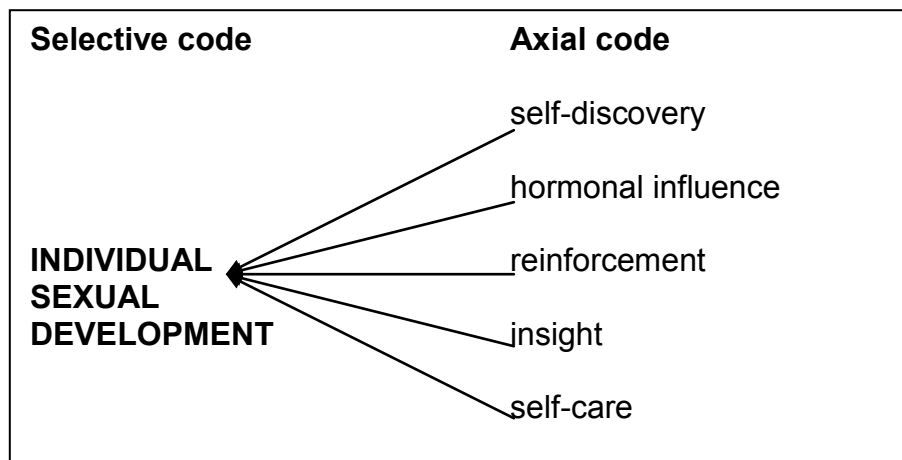 Selective code
Axial code
self-discovery
hormonal influence
INDIVIDUAL
SEXUAL
DEVELOPMENT
reinforcement
insight
self-care